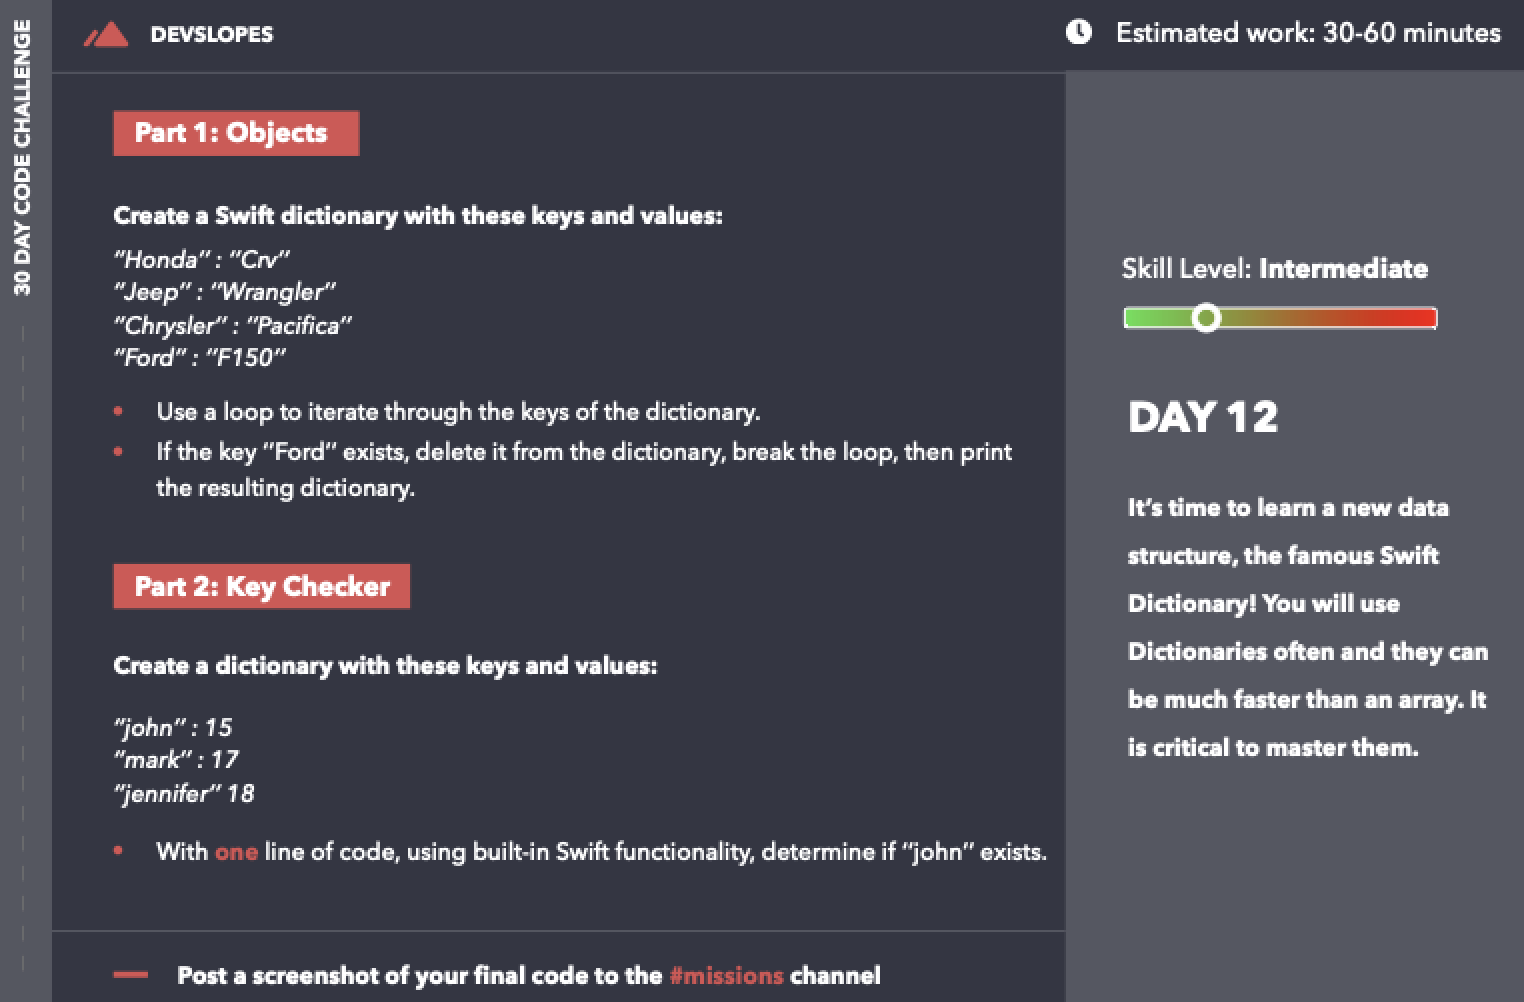 30 DAY CODE CHALLENGE
DEVSLOPES
Estimated work: 30-60 minutes
Part 1: Objects
Create a Swift dictionary with these keys and values:
“Honda” : “Crv”
“Jeep” : “Wrangler”
“Chrysler” : “Pacifica”
“Ford” : “F150”
• Use a loop to iterate through the keys of the dictionary.
• If the key “Ford” exists, delete it from the dictionary, break the loop, then print
the resulting dictionary.
Part 2: Key Checker
Create a dictionary with these keys and values:
“john” : 15
“mark” : 17
“jennifer” 18
• With one line of code, using built-in Swift functionality, determine if “john” exists.
Post a screenshot of your final code to the #missions channel
Skill Level: Intermediate
DAY 12
It’s time to learn a new data
structure, the famous Swift
Dictionary! You will use
Dictionaries often and they can
be much faster than an array. It
is critical to master them.